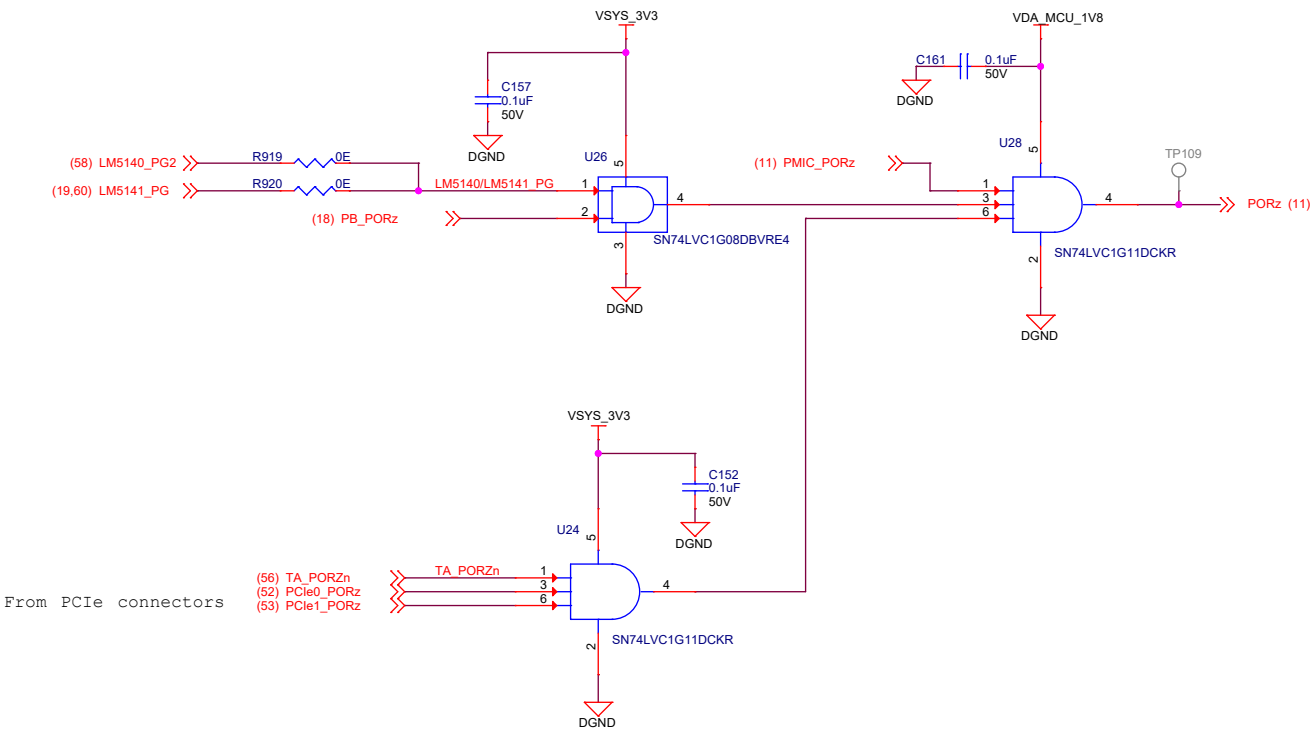 VSYS_3V3
VDA_MCU_1V8
C157
0.1uF
50V
DGND
C161
0.1uF
50V
DGND
U26
5
U28
5
TP109
(58) LM5140_PG2
R919
0E
(19,60) LM5141_PG
R920
0E
LM5140/LM5141_PG
1
(18) PB_PORz
2
4
3
SN74LVC1G08DBVRE4
DGND
(11) PMIC_PORz
1
3
6
4
PORz (11)
2
SN74LVC1G11DCKR
DGND
VSYS_3V3
C152
0.1uF
50V
DGND
U24
5
From PCIe connectors
(56) TA_PORZn
TA_PORZn
1
(52) PCIe0_PORz
3
(53) PCIe1_PORz
6
4
2
SN74LVC1G11DCKR
DGND